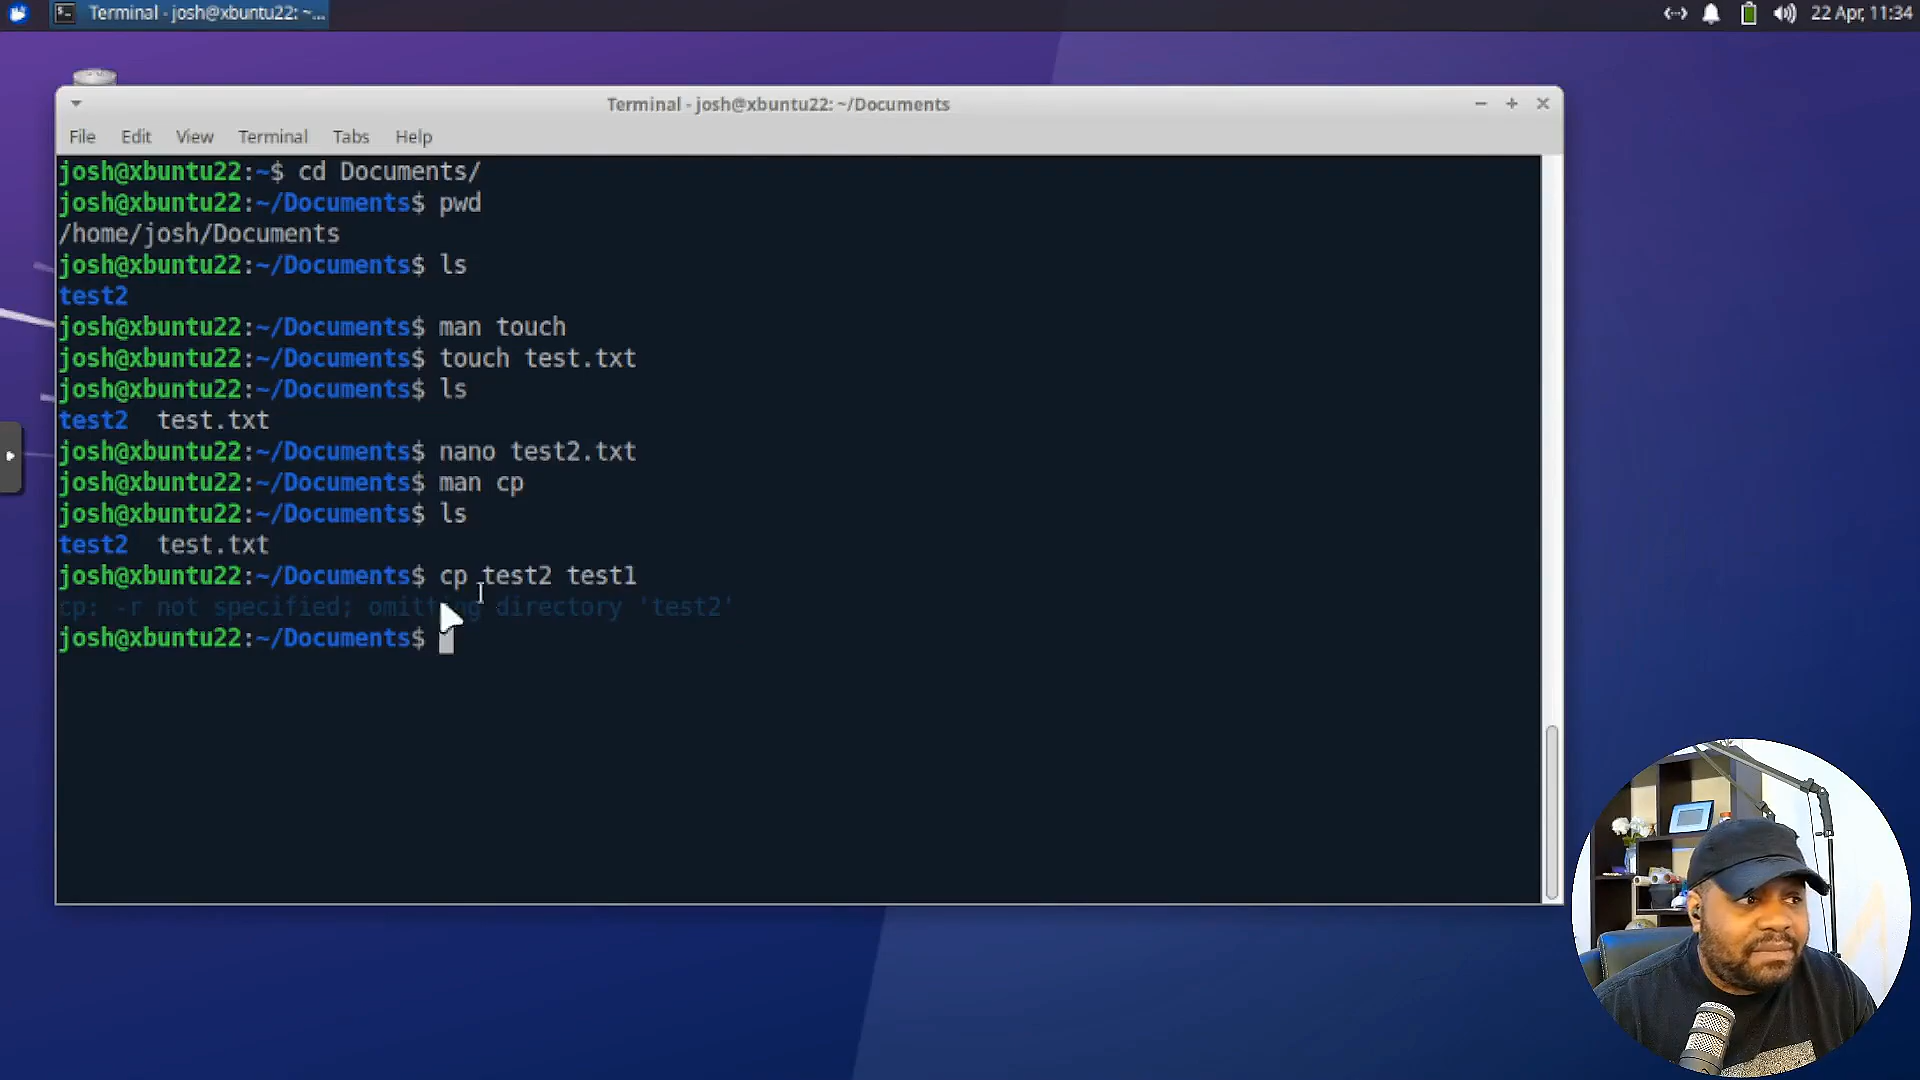 Terminal - josh@xbuntu22: ~...
22 Apr, 11:34
Terminal - josh@xbuntu22: ~/Documents
File Edit View Terminal Tabs Help
josh@xbuntu22:~$ cd Documents/
josh@xbuntu22:~/Documents$ pwd
/home/josh/Documents
josh@xbuntu22:~/Documents$ ls
test2
josh@xbuntu22:~/Documents$ man touch
josh@xbuntu22:~/Documents$ touch test.txt
josh@xbuntu22:~/Documents$ ls
test2 test.txt
josh@xbuntu22:~/Documents$ nano test2.txt
josh@xbuntu22:~/Documents$ man cp
josh@xbuntu22:~/Documents$ ls
test2 test.txt
josh@xbuntu22:~/Documents$ cp test2 test1
cp: -r not specified; omitting directory 'test2'
josh@xbuntu22:~/Documents$